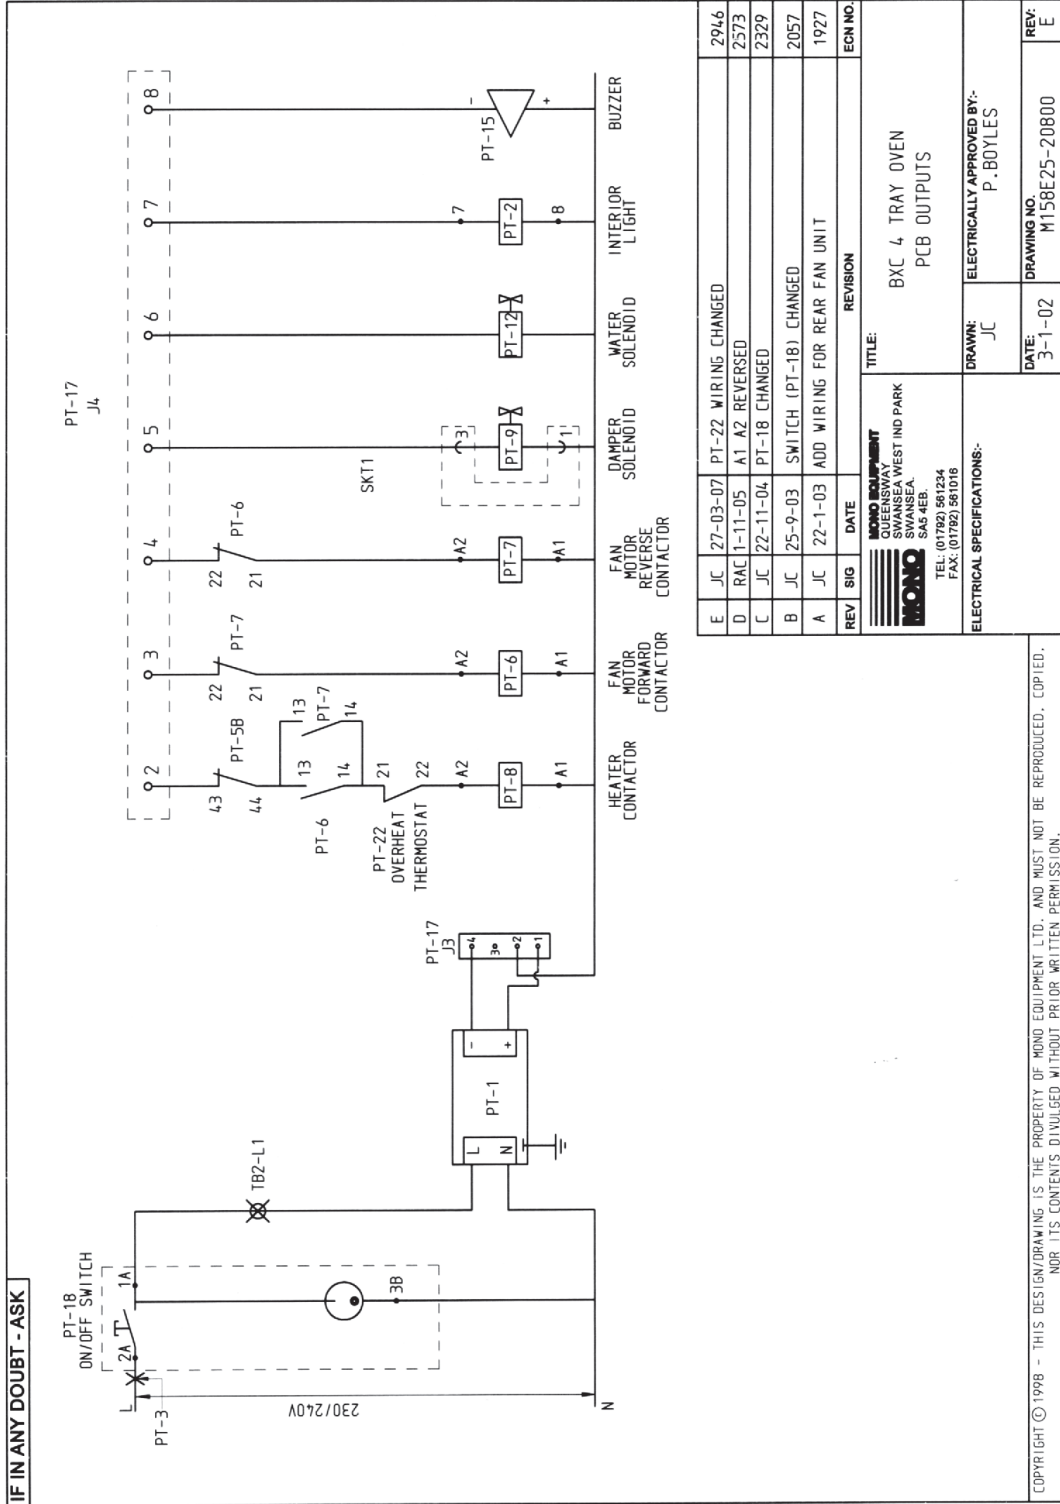 IF IN ANY DOUBT - ASK
PT-18
ON/OFF SWITCH
L
2A
1A
PT-3
230/240V
N
3B
TB2-L1
L
N
PT-1
-
+
PT-17
J3
4
3
2
1
PT-17
J4
2
3
4
5
6
7
8
43
PT-5B
44
13
PT-7
14
PT-6
13
14
PT-22
OVERHEAT
THERMOSTAT
21
22
A2
PT-8
A1
HEATER
CONTACTOR
22
PT-7
21
A2
PT-6
A1
FAN
MOTOR
FORWARD
CONTACTOR
22
PT-6
21
A2
PT-7
A1
FAN
MOTOR
REVERSE
CONTACTOR
SKT1
3
PT-9
1
DAMPER
SOLENOID
PT-12
WATER
SOLENOID
7
PT-2
8
INTERIOR
LIGHT
PT-15
-
+
BUZZER
E JC 27-03-07 PT-22 WIRING CHANGED 2946
D RAC 1-11-05 A1 A2 REVERSED 2573
C JC 22-11-04 PT-18 CHANGED 2329
B JC 25-9-03 SWITCH (PT-18) CHANGED 2057
A JC 22-1-03 ADD WIRING FOR REAR FAN UNIT 1927
REV SIG DATE REVISION ECN NO.
MONO
MONO EQUIPMENT
QUEENSWAY
SWANSEA WEST IND PARK
SWANSEA.
SA5 4EB.
TEL: (01792) 561234
FAX: (01792) 561016
TITLE:
BXC 4 TRAY OVEN
PCB OUTPUTS
ELECTRICAL SPECIFICATIONS:-
DRAWN:
JC
ELECTRICALLY APPROVED BY:-
P.BOYLES
DATE:
3-1-02
DRAWING NO.
M158E25-20800
REV:
E
COPYRIGHT © 1998 - THIS DESIGN/DRAWING IS THE PROPERTY OF MONO EQUIPMENT LTD. AND MUST NOT BE REPRODUCED, COPIED,
NOR ITS CONTENTS DIVULGED WITHOUT PRIOR WRITTEN PERMISSION.